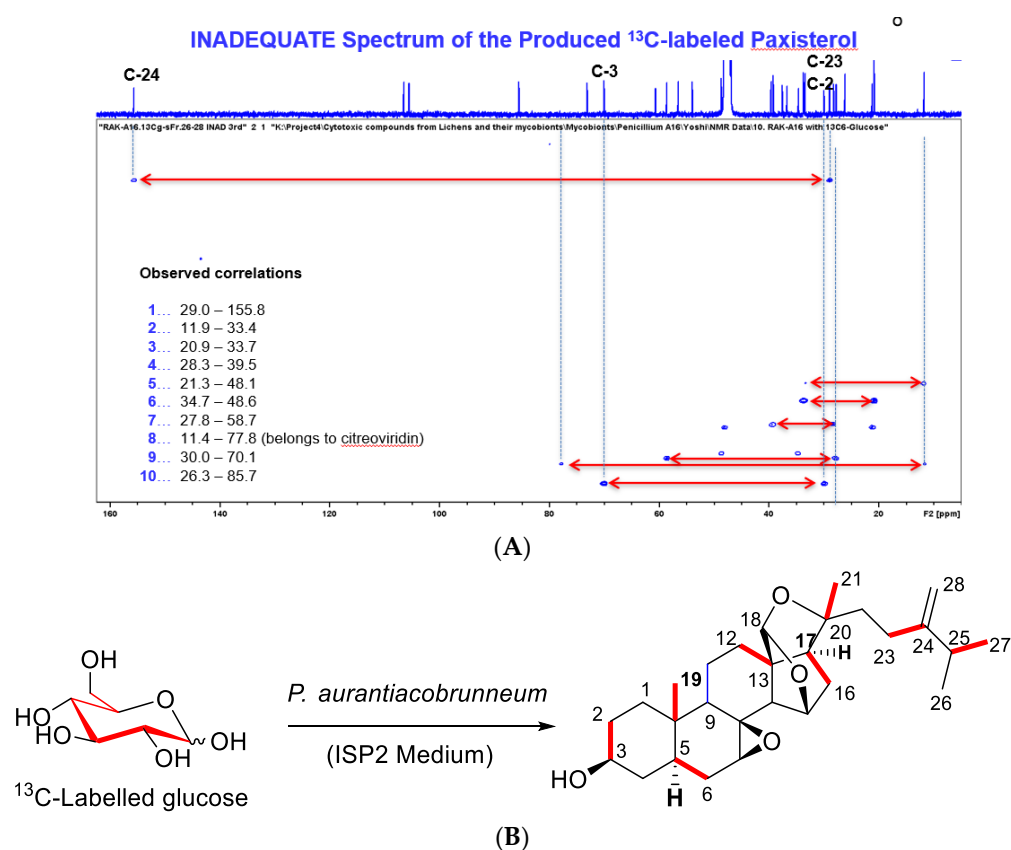 O
INADEQUATE Spectrum of the Produced ¹³C-labeled Paxisterol
C-24
C-3
C-23
C-2
"RAK-A16.13Cg-sFr.26-28 INAD 3rd" 2 1 "K:\Project4\Cytotoxic compounds from Lichens and their mycobionts\Mycobionts\Penicillium A16\Yoshi\NMR Data\10. RAK-A16 with 13C6-Glucose"
Observed correlations
1... 29.0 – 155.8
2... 11.9 – 33.4
3... 20.9 – 33.7
4... 28.3 – 39.5
5... 21.3 – 48.1
6... 34.7 – 48.6
7... 27.8 – 58.7
8... 11.4 – 77.8 (belongs to citreoviridin)
9... 30.0 – 70.1
10... 26.3 – 85.7
160 140 120 100 80 60 40 20 F2 [ppm]
(A)
OH
O
HO
HO
OH
OH
¹³C-Labelled glucose
P. aurantiacobrunneum
(ISP2 Medium)
21
O
28
18
20
12
17
H
24
25
27
23
19
13
O
16
26
1
2
9
O
3
5
HO
6
H
(B)